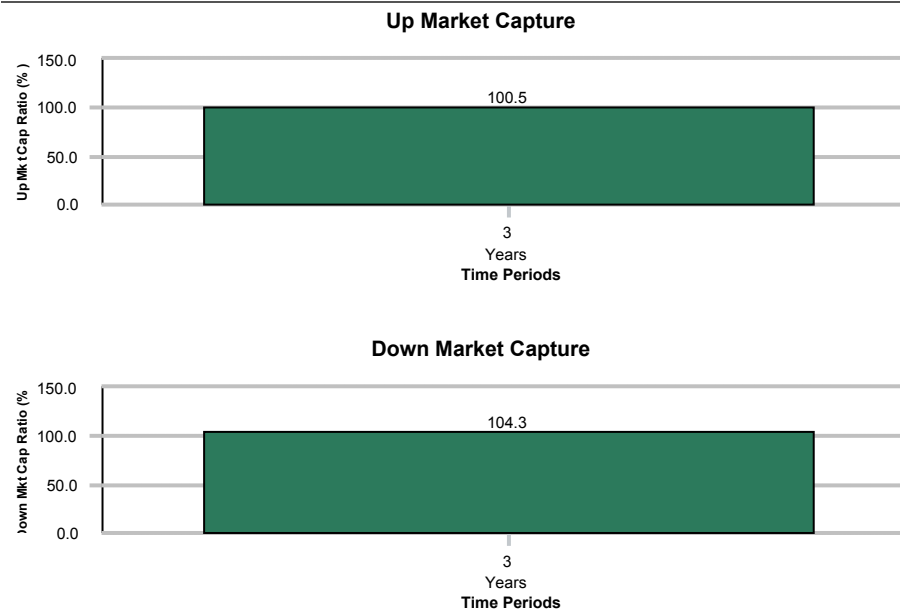 Up Market Capture
Up Mkt Cap Ratio (% )
150.0
100.0
50.0
0.0
100.5
3
Years
Time Periods
Down Market Capture
Mkt Cap Ratio (%
150.0
100.0
50.0
0.0
104.3
3
Years
Time Periods